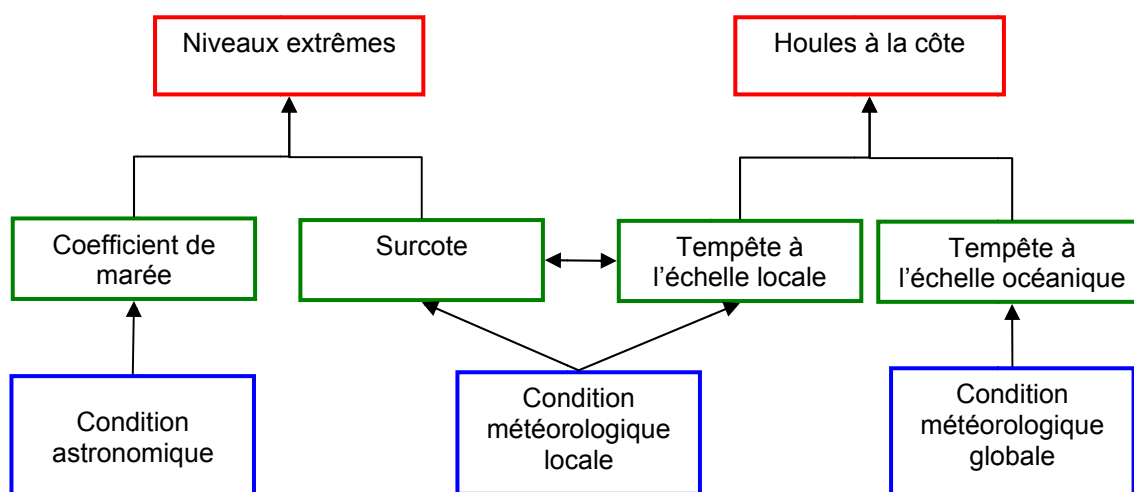 Niveaux extrêmes
Houles à la côte
Coefficient de
marée
Surcote
Tempête à
l'échelle locale
Tempête à
l'échelle océanique
Condition
astronomique
Condition
météorologique
locale
Condition
météorologique
globale